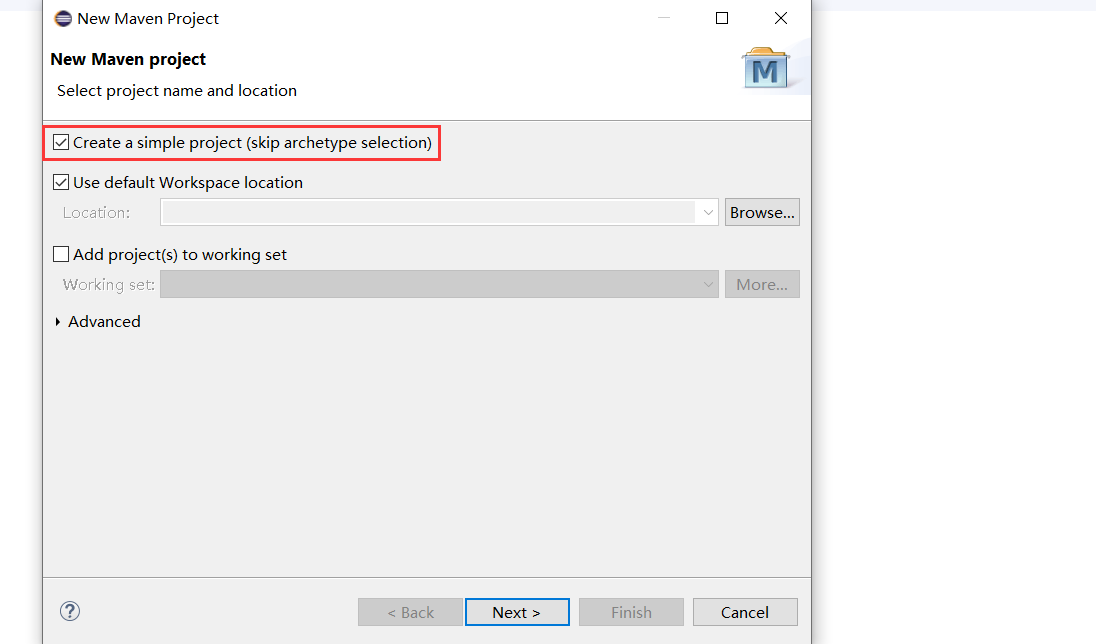 New Maven Project
New Maven project
M
Select project name and location
Create a simple project (skip archetype selection)
Use default Workspace location
Location: Browse...
Add project(s) to working set
Working set: More...
Advanced
? < Back Next > Finish Cancel